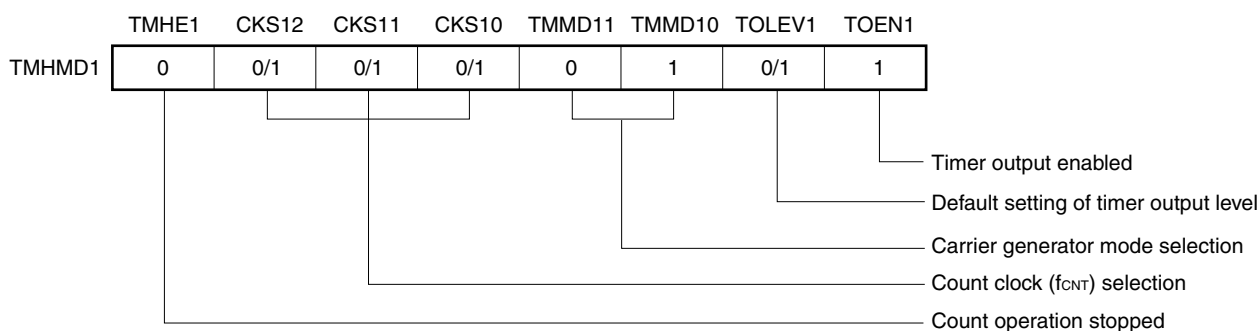 TMHE1 CKS12 CKS11 CKS10 TMMD11 TMMD10 TOLEV1 TOEN1
TMHMD1 0 0/1 0/1 0/1 0 1 0/1 1
Timer output enabled
Default setting of timer output level
Carrier generator mode selection
Count clock (fCNT) selection
Count operation stopped